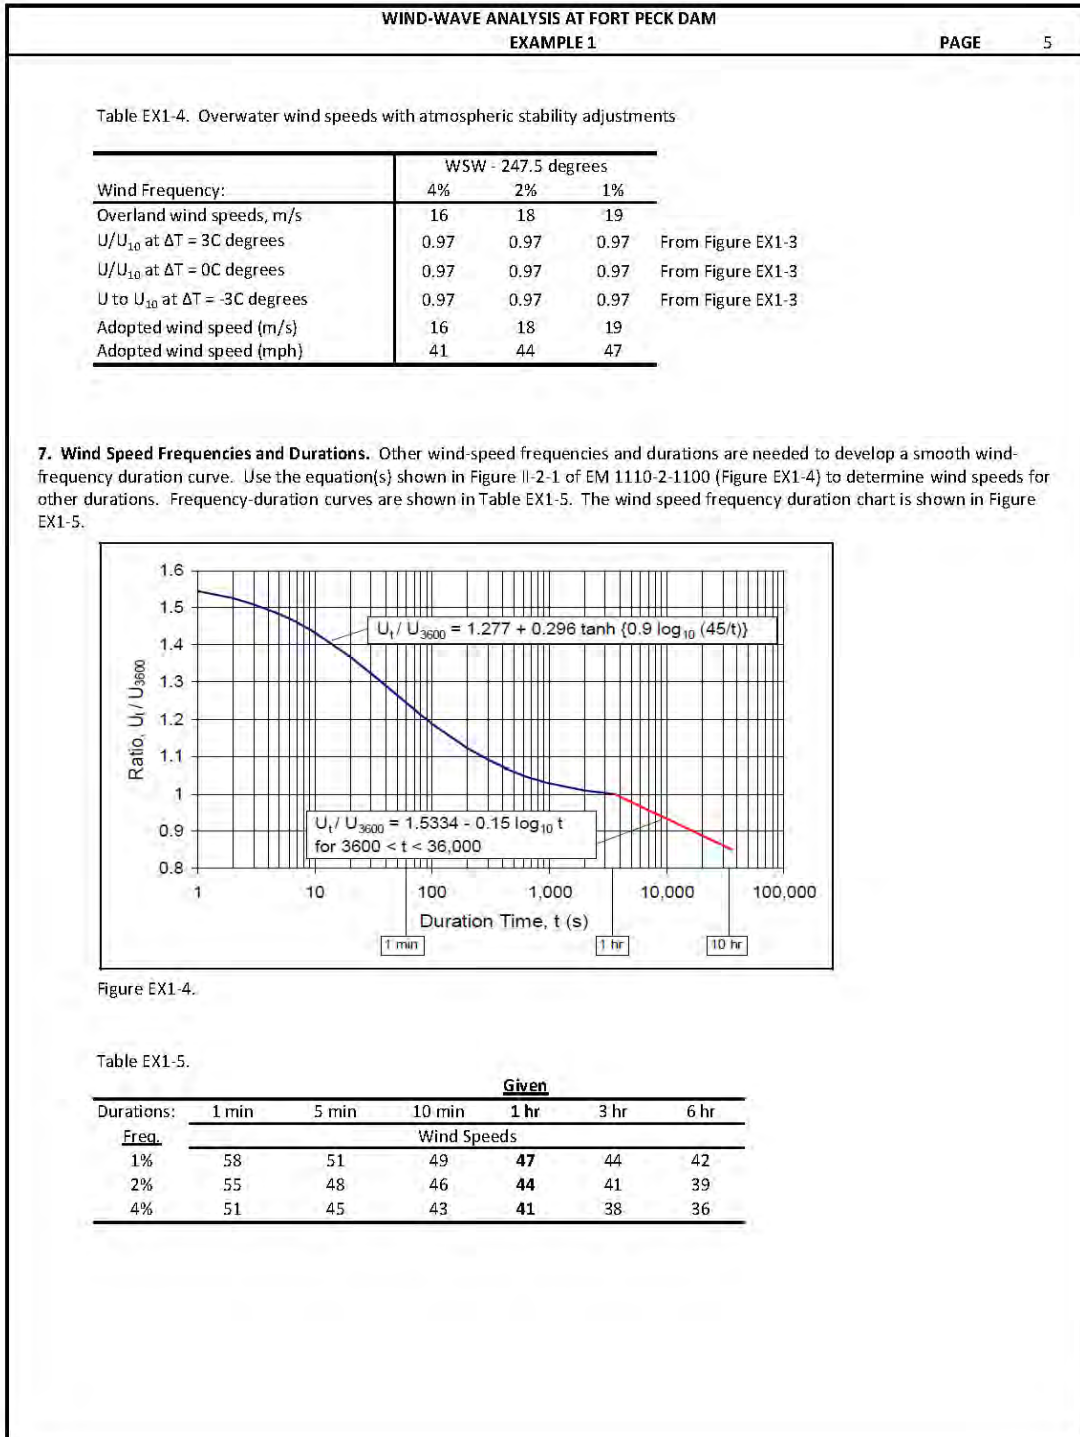 WIND-WAVE ANALYSIS AT FORT PECK DAM
EXAMPLE 1 PAGE 5
Table EX1-4. Overwater wind speeds with atmospheric stability adjustments
WSW - 247.5 degrees
Wind Frequency: 4% 2% 1%
Overland wind speeds, m/s 16 18 19
U/U10 at ΔT = 3C degrees 0.97 0.97 0.97 From Figure EX1-3
U/U10 at ΔT = 0C degrees 0.97 0.97 0.97 From Figure EX1-3
U to U10 at ΔT = -3C degrees 0.97 0.97 0.97 From Figure EX1-3
Adopted wind speed (m/s) 16 18 19
Adopted wind speed (mph) 41 44 47
7. Wind Speed Frequencies and Durations. Other wind-speed frequencies and durations are needed to develop a smooth wind-
frequency duration curve. Use the equation(s) shown in Figure II-2-1 of EM 1110-2-1100 (Figure EX1-4) to determine wind speeds for
other durations. Frequency-duration curves are shown in Table EX1-5. The wind speed frequency duration chart is shown in Figure
EX1-5.
1.6
1.5
1.4
1.3
1.2
1.1
1
0.9
0.8
Ratio, Ut / U3600
Ut / U3600 = 1.277 + 0.296 tanh {0.9 log10 (45/t)}
Ut / U3600 = 1.5334 - 0.15 log10 t
for 3600 < t < 36,000
1 10 100 1,000 10,000 100,000
Duration Time, t (s)
1 min 1 hr 10 hr
Figure EX1-4.
Table EX1-5.
Given
Durations: 1 min 5 min 10 min 1 hr 3 hr 6 hr
Freq. Wind Speeds
1% 58 51 49 47 44 42
2% 55 48 46 44 41 39
4% 51 45 43 41 38 36